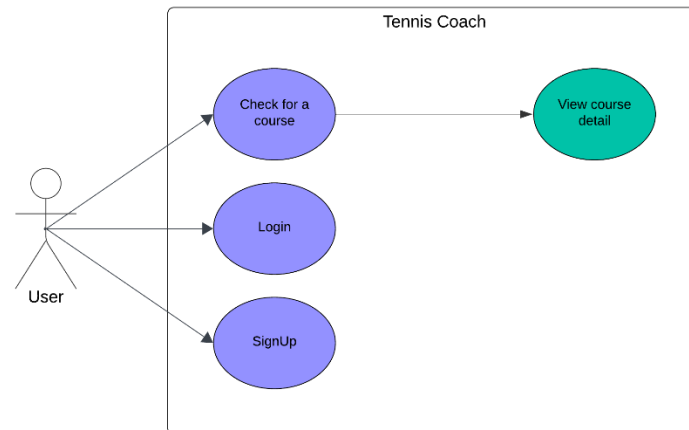 Tennis Coach
Check for a
course
View course
detail
Login
User
SignUp